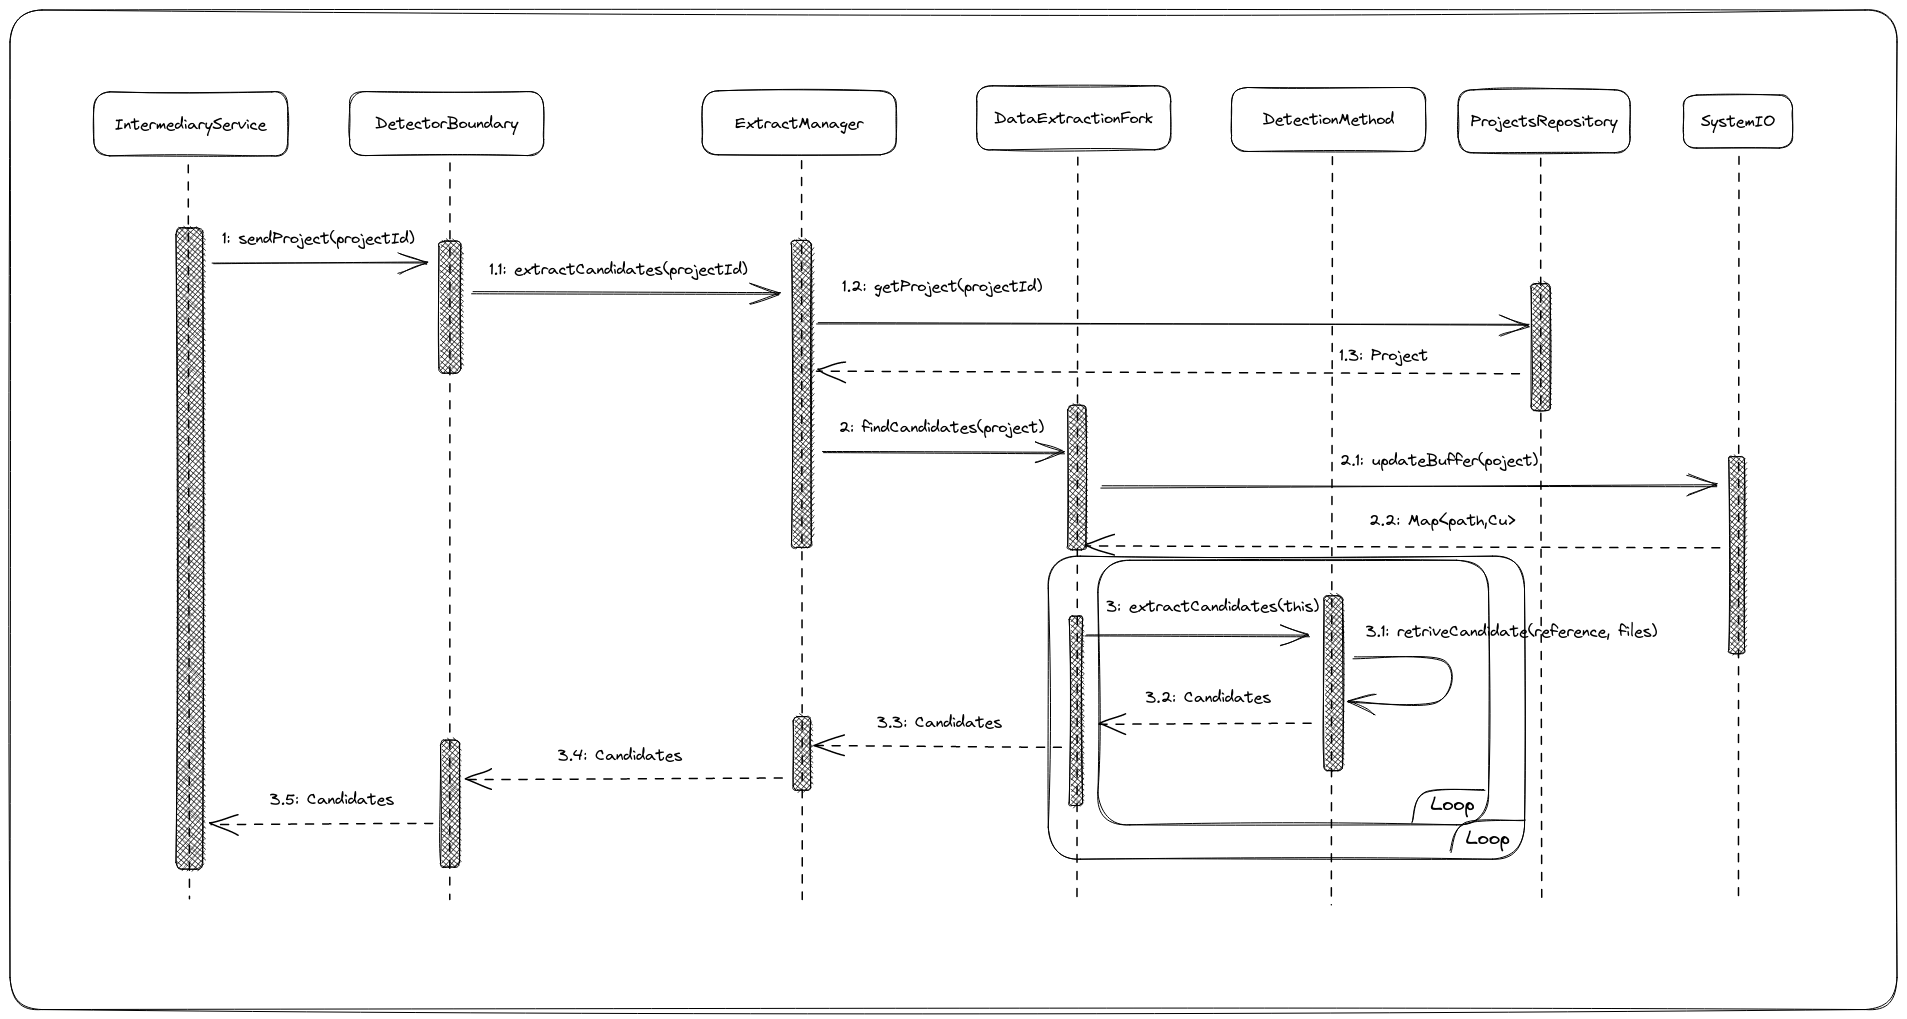 IntermediaryService
DetectorBoundary
ExtractManager
DataExtractionFork
DetectionMethod
ProjectsRepository
SystemIO
1: sendProject(projectId)
1.1: extractCandidates(projectId)
1.2: getProject(projectId)
1.3: Project
2: findCandidates(project)
2.1: updateBuffer(poject)
2.2: Map<path,Cu>
3: extractCandidates(this)
3.1: retriveCandidate(reference, files)
3.2: Candidates
3.3: Candidates
3.4: Candidates
3.5: Candidates
Loop
Loop